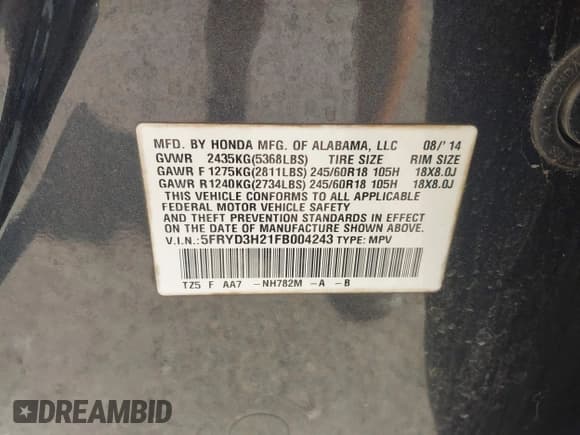 MFD. BY HONDA MFG. OF ALABAMA, LLC 08/'14
GVWR 2435KG(5368LBS) TIRE SIZE RIM SIZE
GAWR F 1275KG(2811LBS) 245/60R18 105H 18X8.0J
GAWR R1240KG(2734LBS) 245/60R18 105H 18X8.0J
THIS VEHICLE CONFORMS TO ALL APPLICABLE
FEDERAL MOTOR VEHICLE SAFETY
AND THEFT PREVENTION STANDARDS IN
EFFECT ON THE DATE OF MANUFACTURE
SHOWN ABOVE.
V.I.N.: 5FRYD3H21FB004243 TYPE: MPV
TZ5 F AA7 -NH782M -A -B
DREAMBID